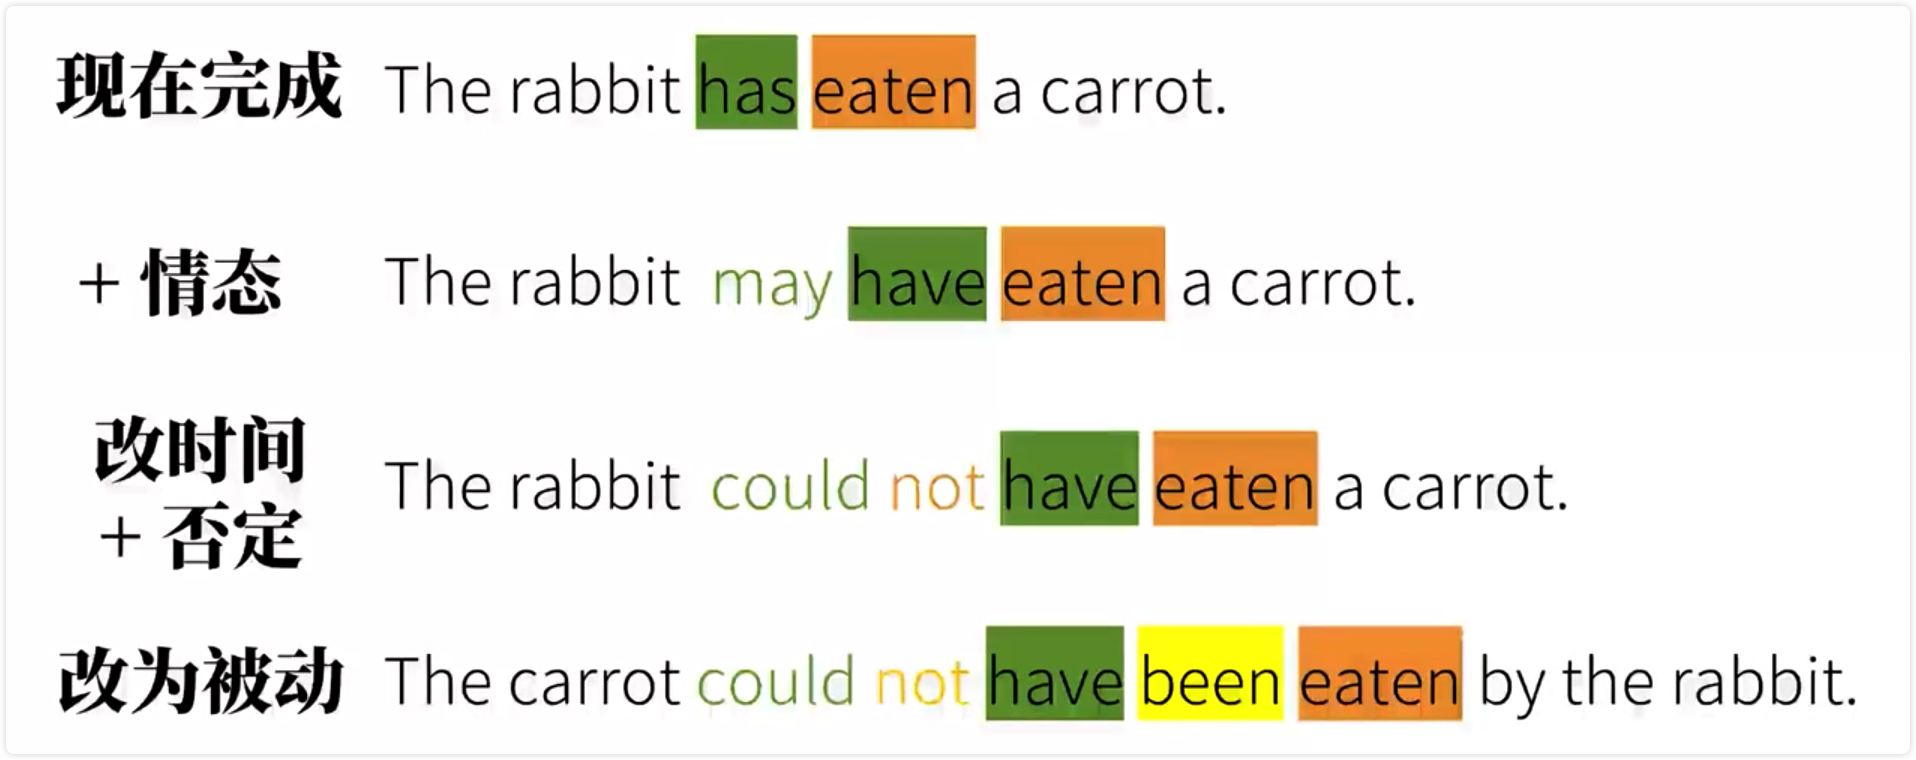 现在完成 The rabbit has eaten a carrot.
+ 情态 The rabbit may have eaten a carrot.
改时间
+ 否定 The rabbit could not have eaten a carrot.
改为被动 The carrot could not have been eaten by the rabbit.